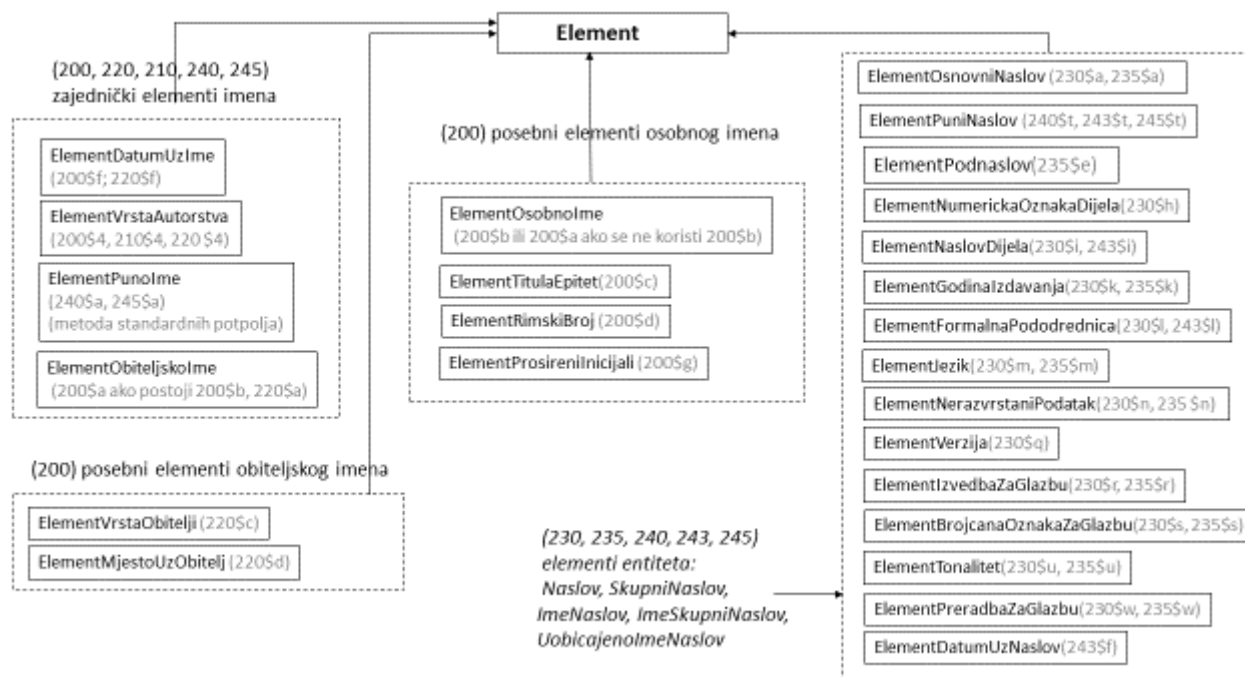 Element
(200, 220, 210, 240, 245)
zajednički elementi imena
ElementDatumUzIme
(200$f; 220$f)
ElementVrstaAutorstva
(200$4, 210$4, 220 $4)
ElementPunoIme
(240$a, 245$a)
(metoda standardnih potpolja)
ElementObiteljskoIme
(200$a ako postoji 200$b, 220$a)
(200) posebni elementi obiteljskog imena
ElementVrstaObitelji (220$c)
ElementMjestoUzObitelj (220$d)
(200) posebni elementi osobnog imena
ElementOsobnoIme
(200$b ili 200$a ako se ne koristi 200$b)
ElementTitulaEpitet(200$c)
ElementRimskiBroj (200$d)
ElementProsireniInicijali (200$g)
(230, 235, 240, 243, 245)
elementi entiteta:
Naslov, SkupniNaslov,
ImeNaslov, ImeSkupniNaslov,
UobicajenoImeNaslov
ElementOsnovniNaslov (230$a, 235$a)
ElementPuniNaslov (240$t, 243$t, 245$t)
ElementPodnaslov(235$e)
ElementNumerickaOznakaDijela(230$h)
ElementNaslovDijela (230$i, 243$i)
ElementGodinaIzdavanja(230$k, 235$k)
ElementFormalnaPododrednica (230$l, 243$l)
ElementJezik (230$m, 235$m)
ElementNerazvrstaniPodatak(230$n, 235 $n)
ElementVerzija(230$q)
ElementIzvedbaZaGlazbu(230$r, 235$r)
ElementBrojcanaOznakaZaGlazbu(230$s, 235$s)
ElementTonalitet (230$u, 235$u)
ElementPreradbaZaGlazbu (230$w, 235$w)
ElementDatumUzNaslov(243$f)